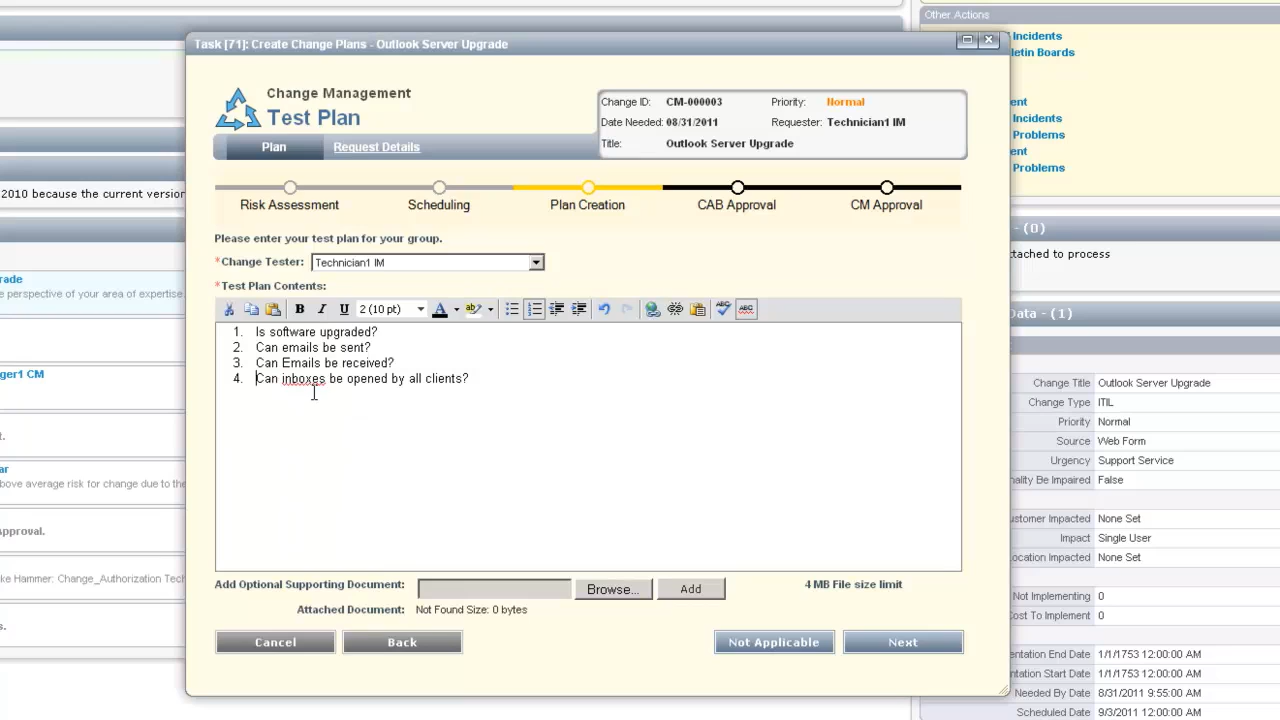 Other Actions
Incidents
letin Boards
ent
Incidents
Problems
ent
Problems
2010 because the current version
rade
e perspective of your area of expertise.
ger1 CM
t.
ar
bove average risk for change due to the
Approval.
ke Hammer: Change_Authorization Tech
s.
Task [71]: Create Change Plans - Outlook Server Upgrade
Change Management
Test Plan
Change ID: CM-000003 Priority: Normal
Date Needed: 08/31/2011 Requester: Technician1 IM
Title: Outlook Server Upgrade
Plan Request Details
Risk Assessment Scheduling Plan Creation CAB Approval CM Approval
Please enter your test plan for your group.
*Change Tester: Technician1 IM
*Test Plan Contents:
B I U 2 (10 pt) A ab ABC ABC
1. Is software upgraded?
2. Can emails be sent?
3. Can Emails be received?
4. Can inboxes be opened by all clients?
Add Optional Supporting Document: Browse... Add 4 MB File size limit
Attached Document: Not Found Size: 0 bytes
Cancel Back Not Applicable Next
- (0)
ttached to process
Data - (1)
Change Title Outlook Server Upgrade
Change Type ITIL
Priority Normal
Source Web Form
Urgency Support Service
nality Be Impaired False
ustomer Impacted None Set
Impact Single User
Location Impacted None Set
Not Implementing 0
Cost To Implement 0
entation End Date 1/1/1753 12:00:00 AM
ntation Start Date 1/1/1753 12:00:00 AM
Needed By Date 8/31/2011 9:55:00 AM
Scheduled Date 9/3/2011 12:00:00 AM